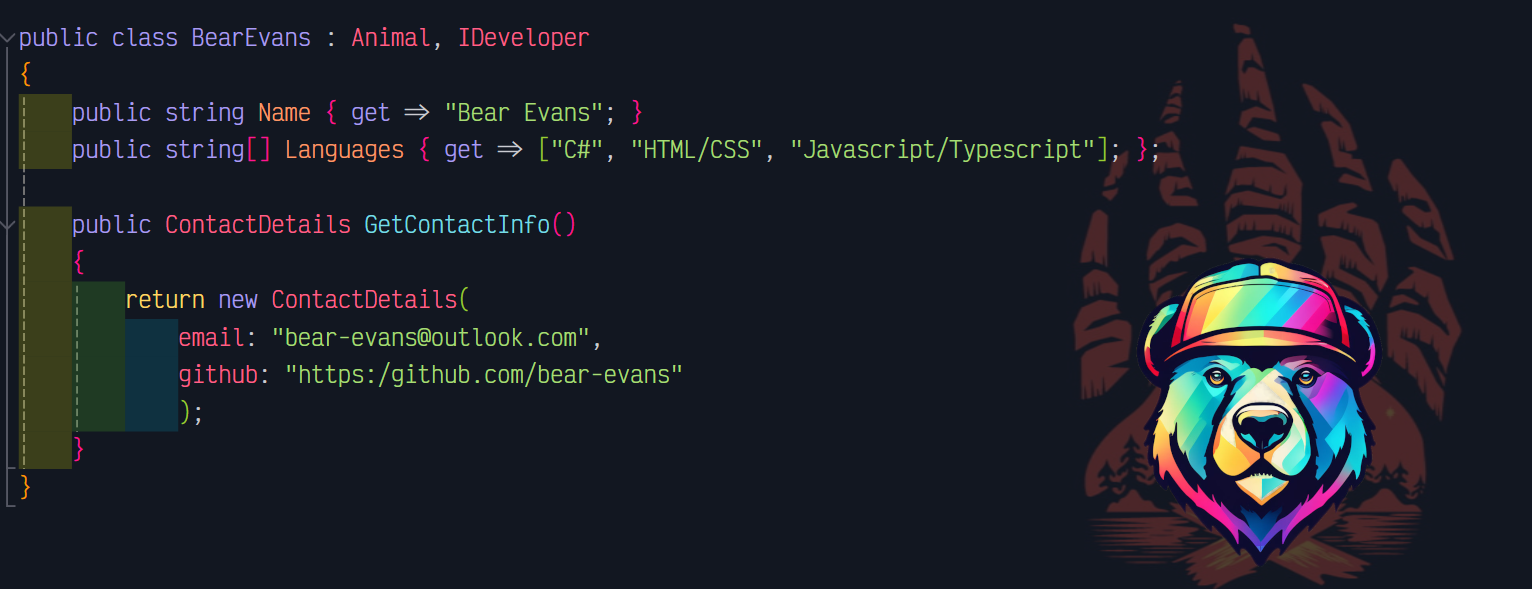 public class BearEvans : Animal, IDeveloper
{
public string Name { get => "Bear Evans"; }
public string[] Languages { get => ["C#", "HTML/CSS", "Javascript/Typescript"]; };
public ContactDetails GetContactInfo()
{
return new ContactDetails(
email: "bear-evans@outlook.com",
github: "https:/github.com/bear-evans"
);
}
}